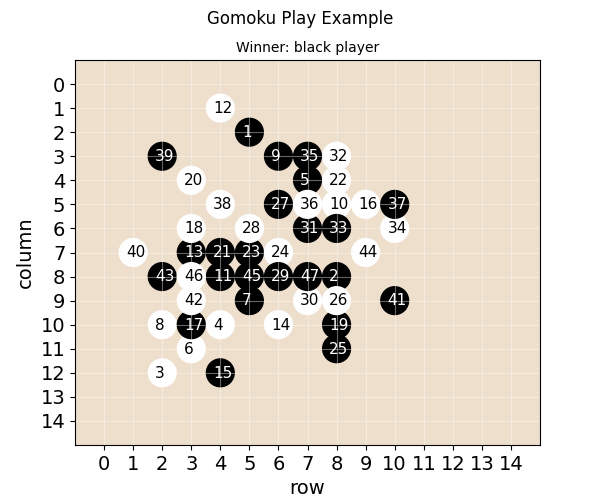 Gomoku Play Example
Winner: black player
0
1 12
2 1
3 39 9 35 32
4 20 5 22
5 38 27 36 10 16 37
6 18 28 31 33 34
column
7 40 13 21 23 24 44
8 43 46 11 45 29 47 2
9 42 7 30 26 41
10 8 17 4 14 19
11 6 25
12 3 15
13
14
0 1 2 3 4 5 6 7 8 9 10 11 12 13 14
row